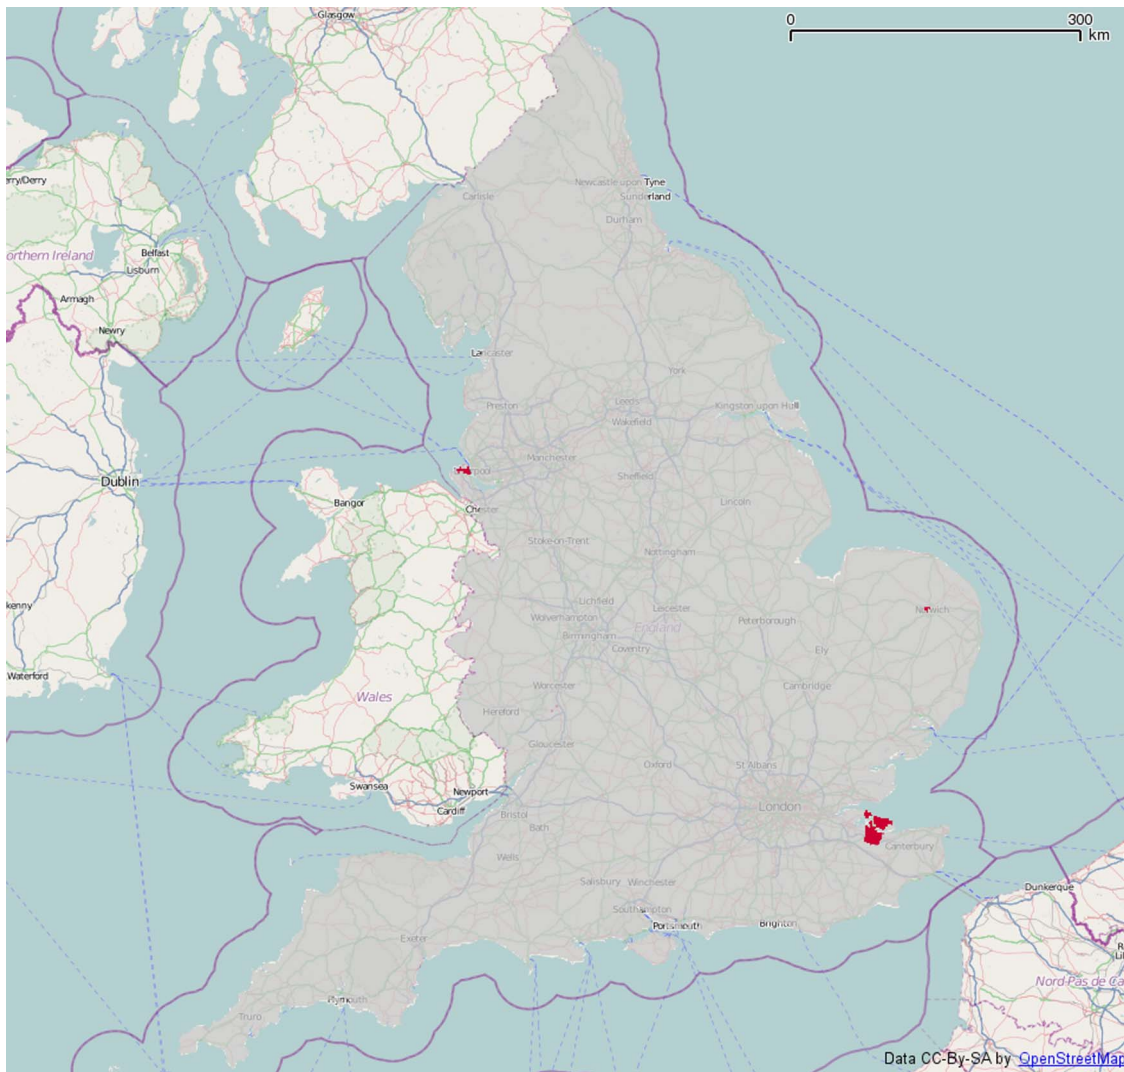 Glasgow
0 300
km
erry/Derry
Newcastle upon Tyne
Carlisle
Sunderland
Durham
orthern Ireland
Belfast
Lisburn
Armagh
Newry
Lancaster
York
Preston
Leeds
Kingston upon Hull
Wakefield
Manchester
pool
Sheffield
Dublin
Bangor
Lincoln
Stoke-on-Trent
Nottingham
kenny
Lichfield
Leicester
Norwich
Wolverhampton
Peterborough
England
Birmingham
Coventry
Ely
Waterford
Wales
Worcester
Cambridge
Hereford
Gloucester
Oxford
St Albans
Swansea
Newport
Cardiff
London
Bristol
Bath
Canterbury
Wells
Salisbury
Winchester
Dunkerque
Southampton
Portsmouth
Brighton
Exeter
Nord-Pas de Ca
Plymouth
Truro
Data CC-By-SA by OpenStreetMap